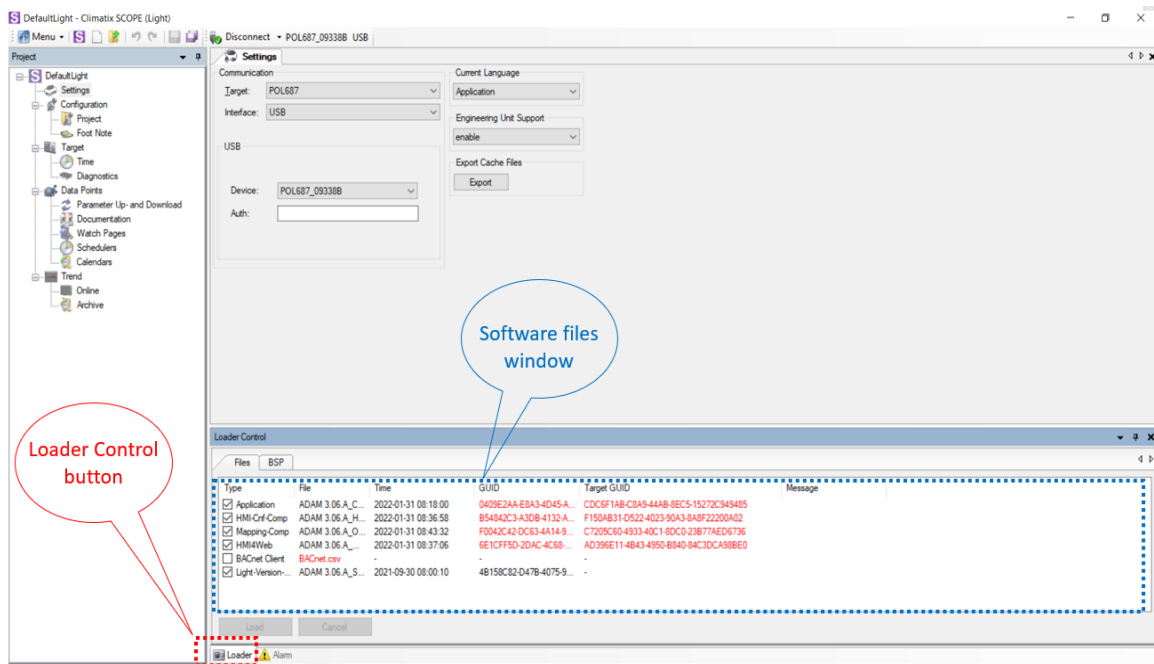 DefaultLight - Climatix SCOPE (Light)
Menu
Disconnect
POL687_09338B USB
Project
Settings
DefaultLight
Settings
Configuration
Project
Foot Note
Target
Time
Diagnostics
Data Points
Parameter Up- and Download
Documentation
Watch Pages
Schedulers
Calendars
Trend
Online
Archive
Communication
Target: POL687
Interface: USB
USB
Device: POL687_09338B
Auth:
Current Language
Application
Engineering Unit Support
enable
Export Cache Files
Export
Software files
window
Loader Control
button
Loader Control
Files BSP
Type File Time GUID Target GUID Message
Application ADAM 3.06.A_C... 2022-01-31 08:18:00 0409E2AA-E8A3-4D45-A... CDC6F1AB-C8A9-44AB-8EC5-15272C949485
HMI-Cnf-Comp ADAM 3.06.A_H... 2022-01-31 08:36:58 B54842C3-A3DB-4132-A... F150AB31-D522-4023-90A3-8A8F22200A02
Mapping-Comp ADAM 3.06.A_O... 2022-01-31 08:43:32 F0042C42-DC63-4A14-9... C7205C60-4933-40C1-8DC0-23B77AED6736
HMI4Web ADAM 3.06.A_... 2022-01-31 08:37:06 6E1CFF5D-2DAC-4C68-... AD396E11-4B43-4950-B840-84C3DCA98BE0
BACnet Client BACnet.csv - - -
Light-Version-... ADAM 3.06.A_S... 2021-09-30 08:00:10 4B158C82-D47B-4075-9... -
Load Cancel
Loader Alarm